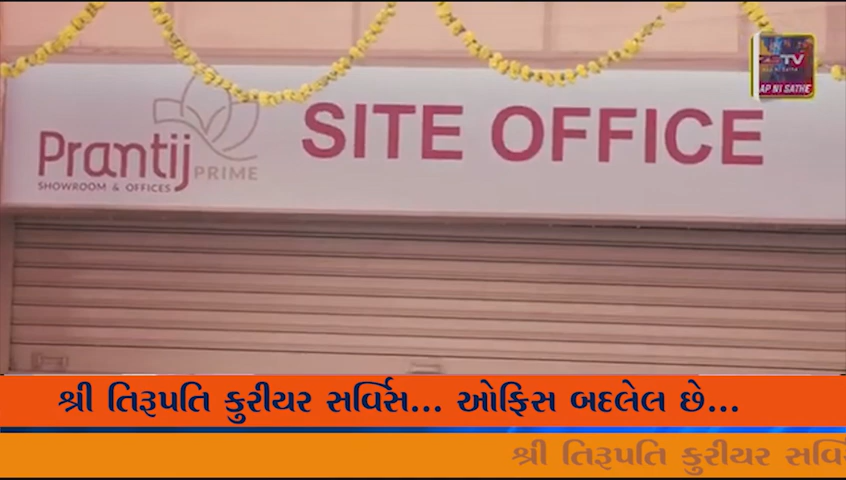 TV
AP NI SATHE
SITE OFFICE
Prantij
PRIME
SHOWROOM & OFFICES
શ્રી તિરૂપતિ કુરીયર સર્વિસ... ઓફિસ બદલેલ છે...
શ્રી તિરૂપતિ કુરીયર સર્વિસ